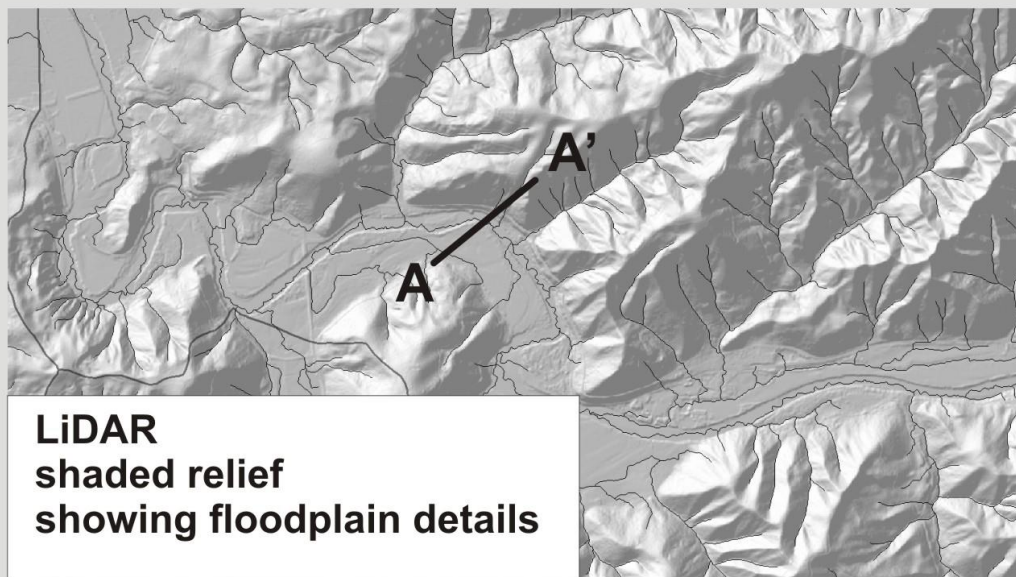 A’
A
LiDAR
shaded relief
showing floodplain details